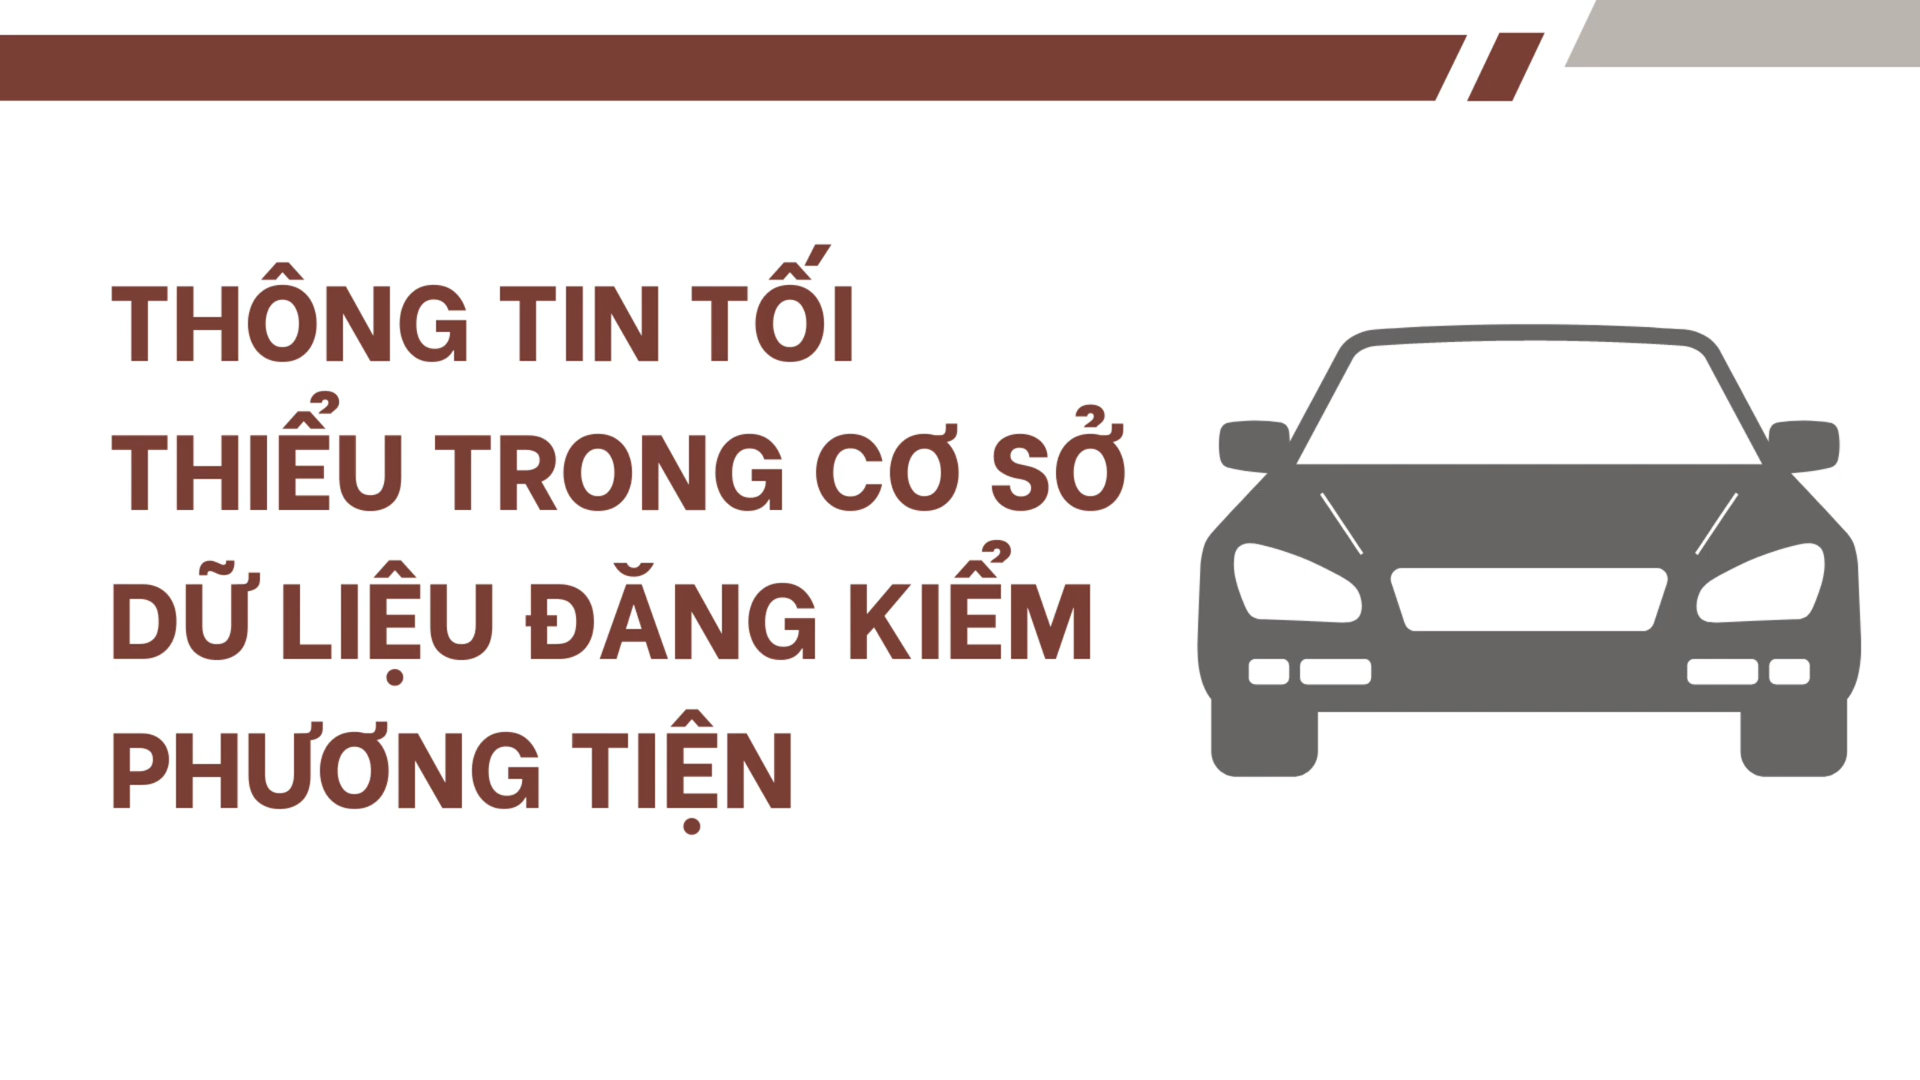 THÔNG TIN TỐI
THIỂU TRONG CƠ SỞ
DỮ LIỆU ĐĂNG KIỂM
PHƯƠNG TIỆN